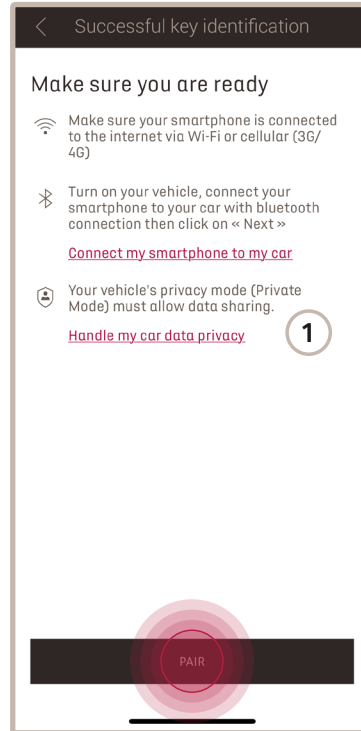 Successful key identification
Make sure you are ready
Make sure your smartphone is connected
to the internet via Wi-Fi or cellular (3G/
4G)
Turn on your vehicle, connect your
smartphone to your car with bluetooth
connection then click on « Next »
Connect my smartphone to my car
Your vehicle's privacy mode (Private
Mode) must allow data sharing.
Handle my car data privacy
1
PAIR